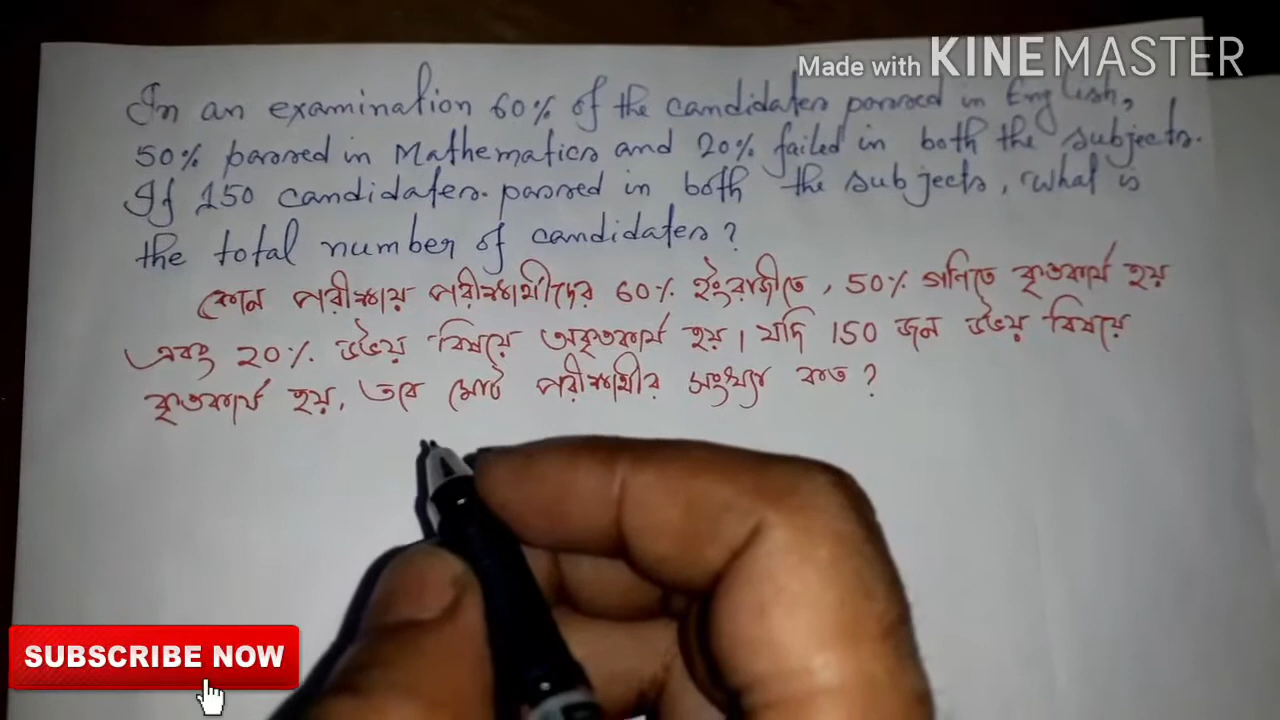 Made with KINEMASTER
In an examination 60% of the candidates passed in English,
50% passed in Mathematics and 20% failed in both the subjects.
If 150 candidates. passed in both the subjects, what is
the total number of candidates?
কোন পরীক্ষায় পরীক্ষার্থীদের 60% ইংরাজীতে, 50% গণিতে কৃতকার্য হয়
এবং 20% উভয় বিষয়ে অকৃতকার্য হয়। যদি 150 জন উভয় বিষয়ে
কৃতকার্য হয়, তবে মোট পরীক্ষার্থীর সংখ্যা কত?
SUBSCRIBE NOW